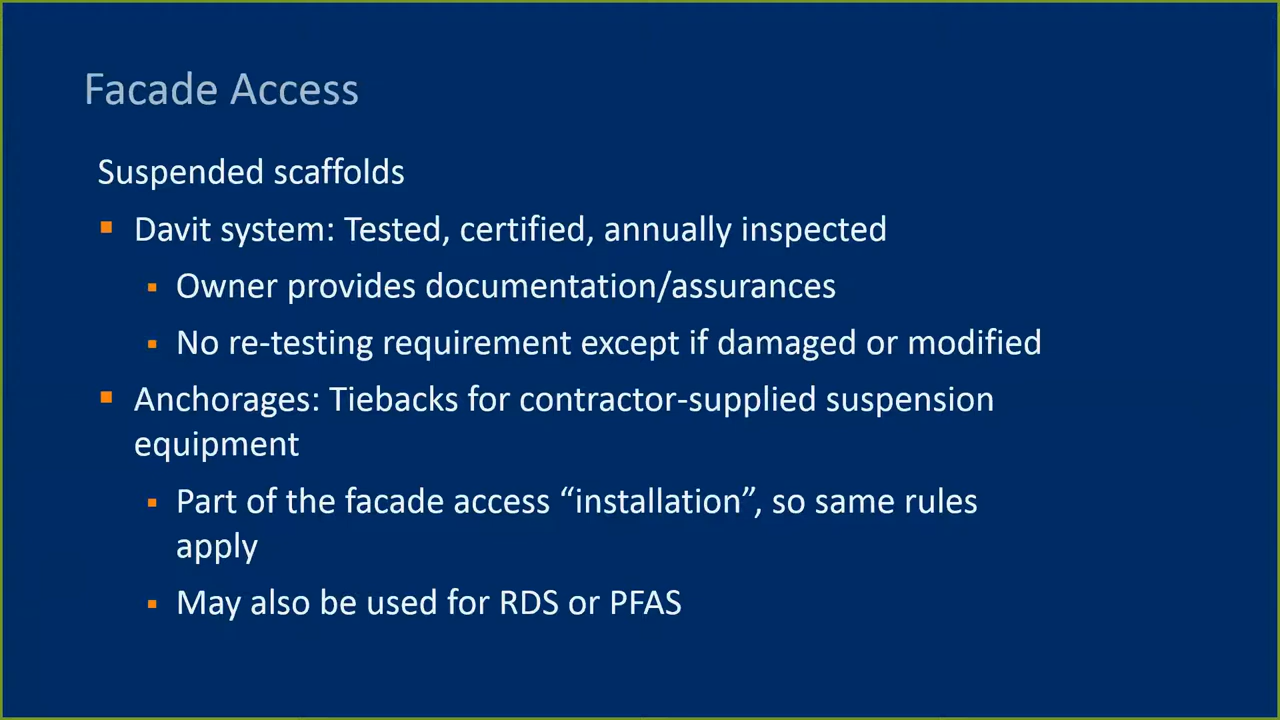 Facade Access
Suspended scaffolds
Davit system: Tested, certified, annually inspected
Owner provides documentation/assurances
No re-testing requirement except if damaged or modified
Anchorages: Tiebacks for contractor-supplied suspension
equipment
Part of the facade access “installation”, so same rules
apply
May also be used for RDS or PFAS